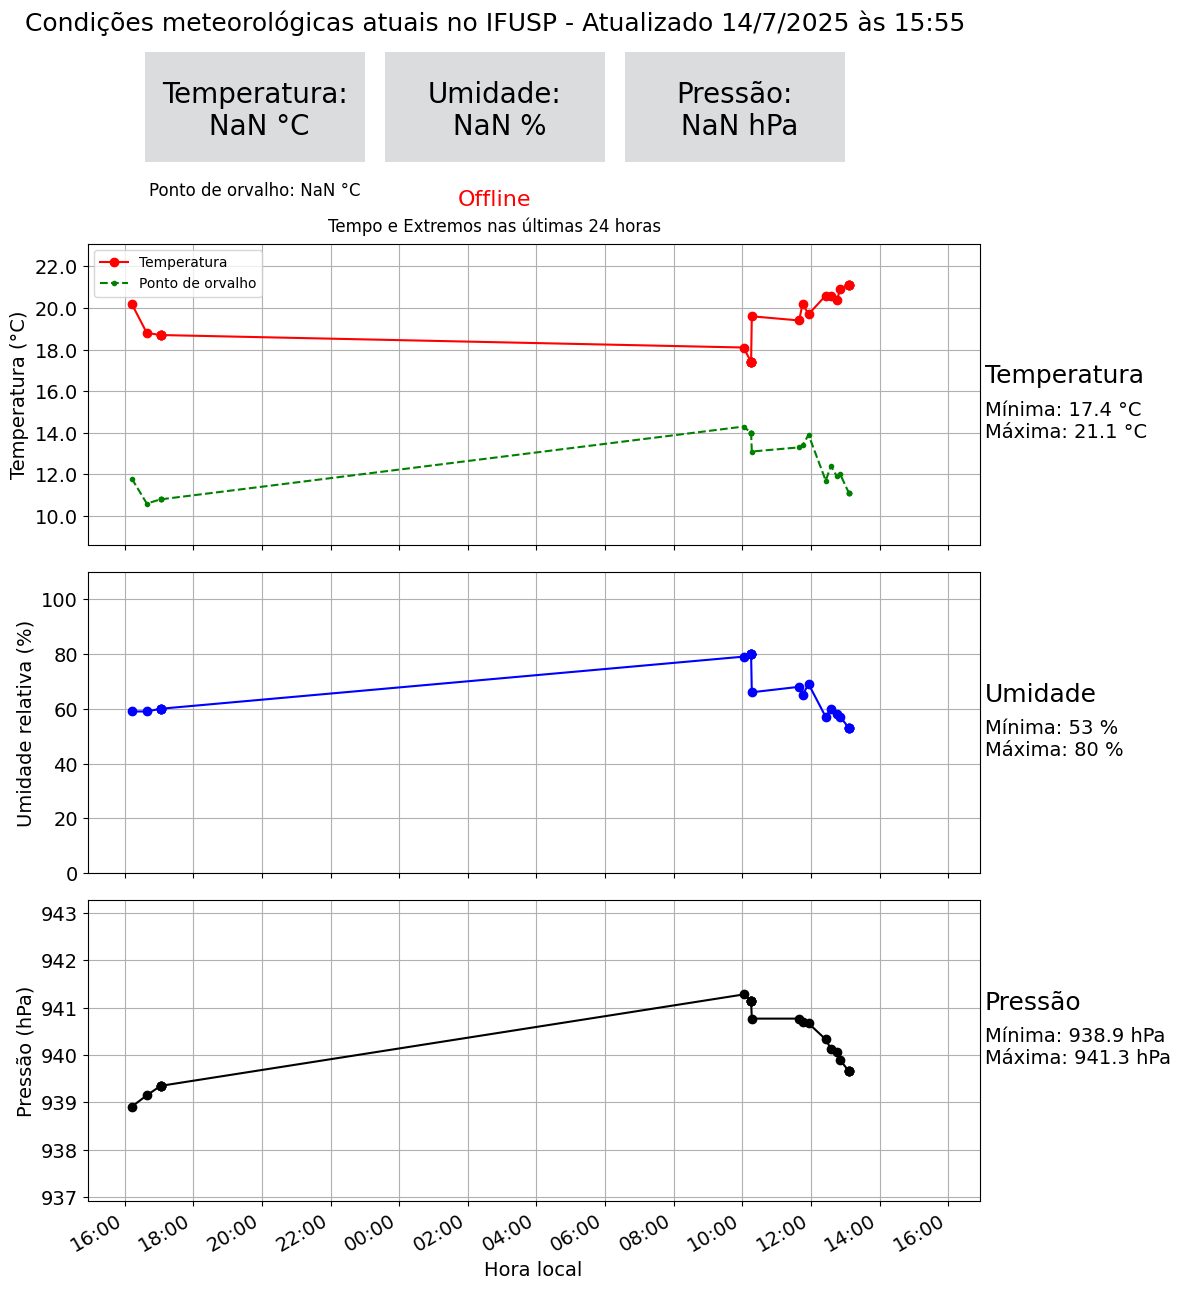 Condições meteorológicas atuais no IFUSP - Atualizado 14/7/2025 às 15:55
Temperatura:
NaN °C
Umidade:
NaN %
Pressão:
NaN hPa
Ponto de orvalho: NaN °C
Offline
Tempo e Extremos nas últimas 24 horas
Temperatura
Ponto de orvalho
Temperatura (°C)
22.0
20.0
18.0
16.0
14.0
12.0
10.0
Temperatura
Mínima: 17.4 °C
Máxima: 21.1 °C
Umidade relativa (%)
100
80
60
40
20
0
Umidade
Mínima: 53 %
Máxima: 80 %
Pressão (hPa)
943
942
941
940
939
938
937
Pressão
Mínima: 938.9 hPa
Máxima: 941.3 hPa
16:00 18:00 20:00 22:00 00:00 02:00 04:00 06:00 08:00 10:00 12:00 14:00 16:00
Hora local